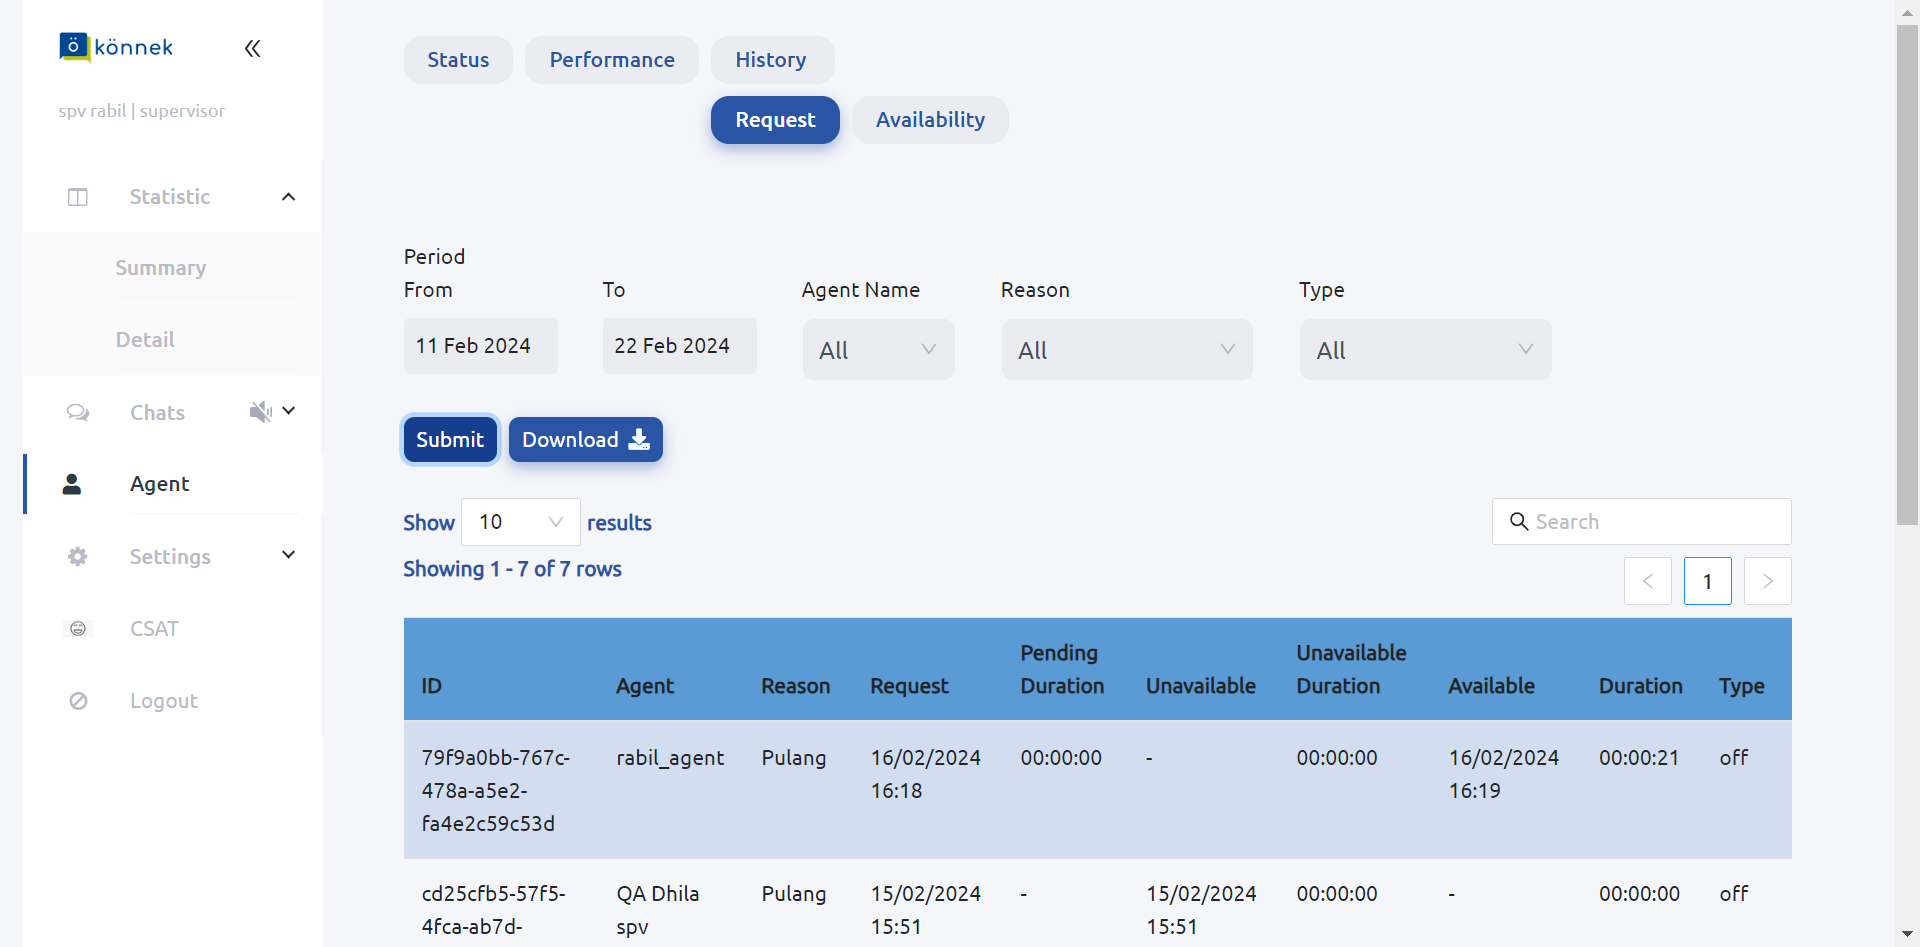 könnek
spv rabil | supervisor
Statistic
Summary
Detail
Chats
Agent
Settings
CSAT
Logout
Status
Performance
History
Request
Availability
Period
From
To
Agent Name
Reason
Type
11 Feb 2024
22 Feb 2024
All
All
All
Submit
Download
Show 10 results
Search
Showing 1 - 7 of 7 rows
< 1 >
ID Agent Reason Request Pending Duration Unavailable Unavailable Duration Available Duration Type
79f9a0bb-767c- rabil_agent Pulang 16/02/2024 00:00:00 - 00:00:00 16/02/2024 00:00:21 off
478a-a5e2- 16:18 16:19
fa4e2c59c53d
cd25cfb5-57f5- QA Dhila Pulang 15/02/2024 - 15/02/2024 00:00:00 - 00:00:00 off
4fca-ab7d- spv 15:51 15:51